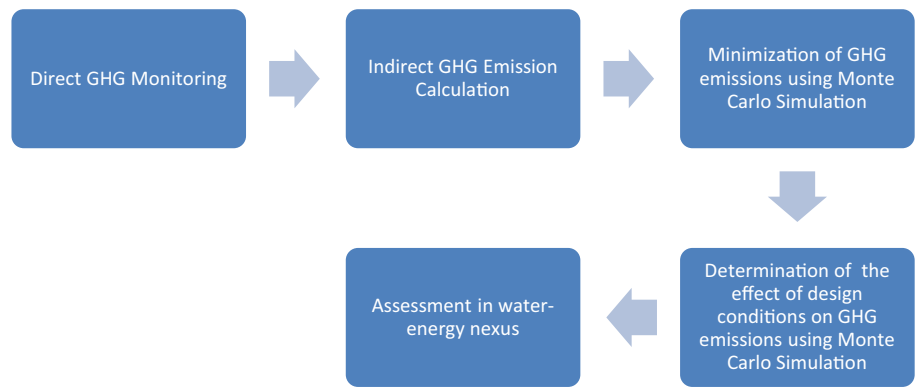 Direct GHG Monitoring
Indirect GHG Emission
Calculation
Minimization of GHG
emissions using Monte
Carlo Simulation
Determination of the
effect of design
conditions on GHG
emissions using Monte
Carlo Simulation
Assessment in water-
energy nexus